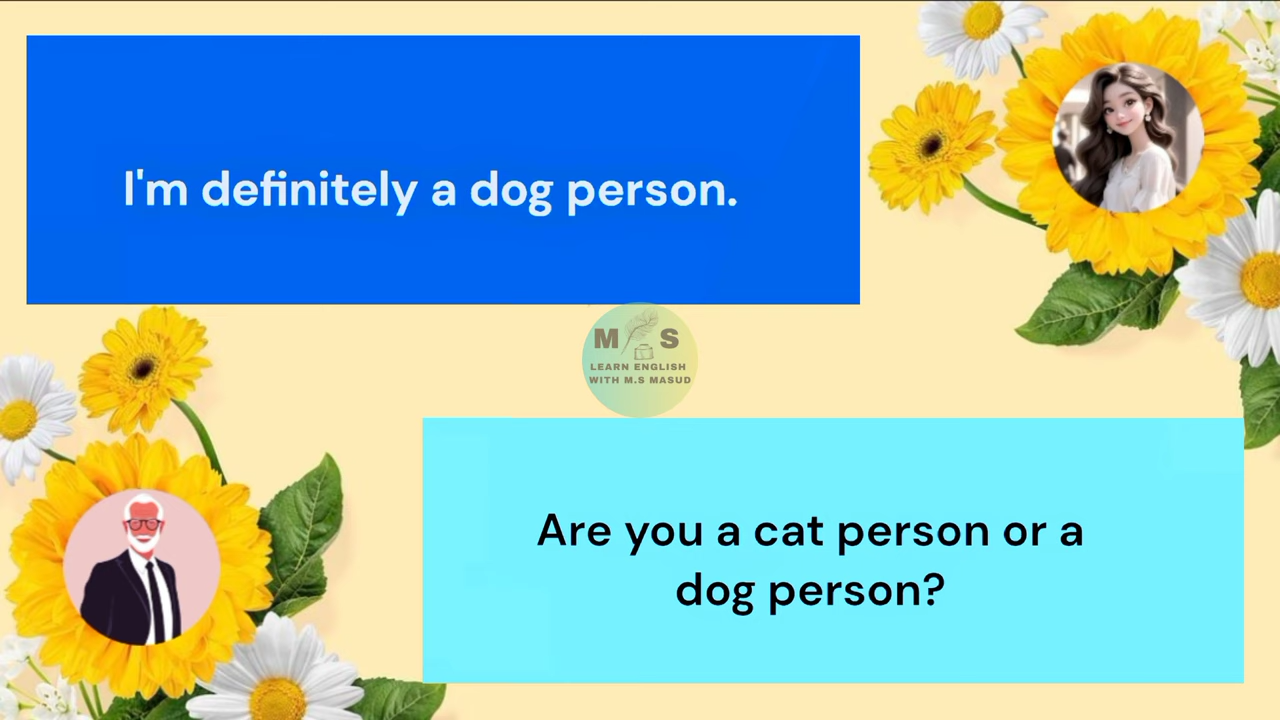 I'm definitely a dog person.
M S
LEARN ENGLISH
WITH M.S MASUD
Are you a cat person or a
dog person?